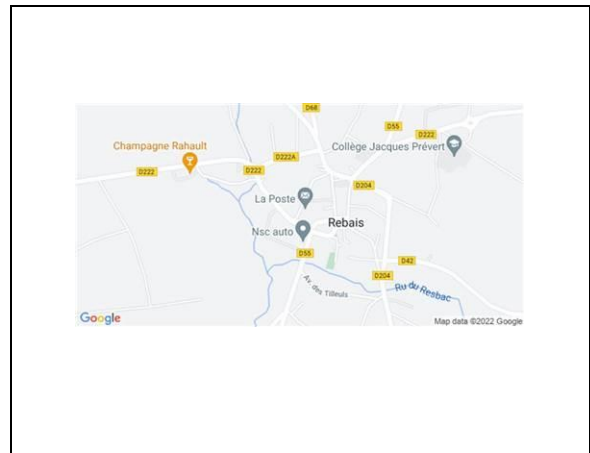 D68
D55
D222
Champagne Rahault
Collège Jacques Prévert
D222A
D222
D222
D204
La Poste
Rebais
Nsc auto
D55
D42
D204
Av. des Tilleuls
Ru du Resbac
Google
Map data ©2022 Google